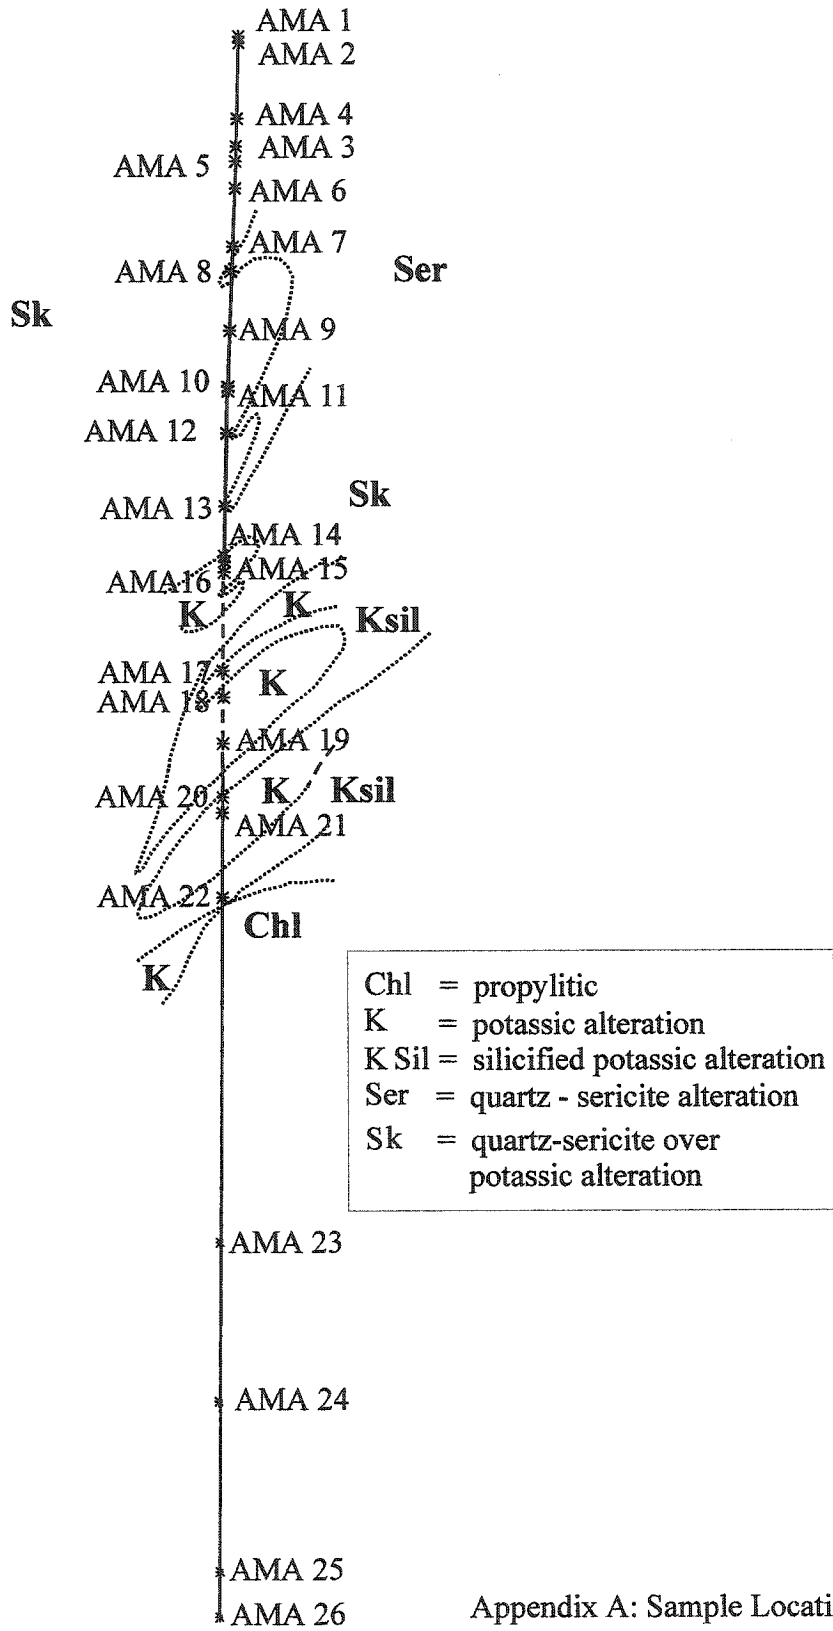 AMA 1
AMA 2
AMA 4
AMA 3
AMA 5
AMA 6
AMA 7
AMA 8
Ser
Sk
AMA 9
AMA 10
AMA 11
AMA 12
Sk
AMA 13
AMA 14
AMA 15
AMA16
K
K
Ksil
AMA 17
K
AMA 18
AMA 19
K
Ksil
AMA 20
AMA 21
AMA 22
Chl
K
Chl = propylitic
K = potassic alteration
K Sil = silicified potassic alteration
Ser = quartz - sericite alteration
Sk = quartz-sericite over
potassic alteration
AMA 23
AMA 24
AMA 25
AMA 26
Appendix A: Sample Locati